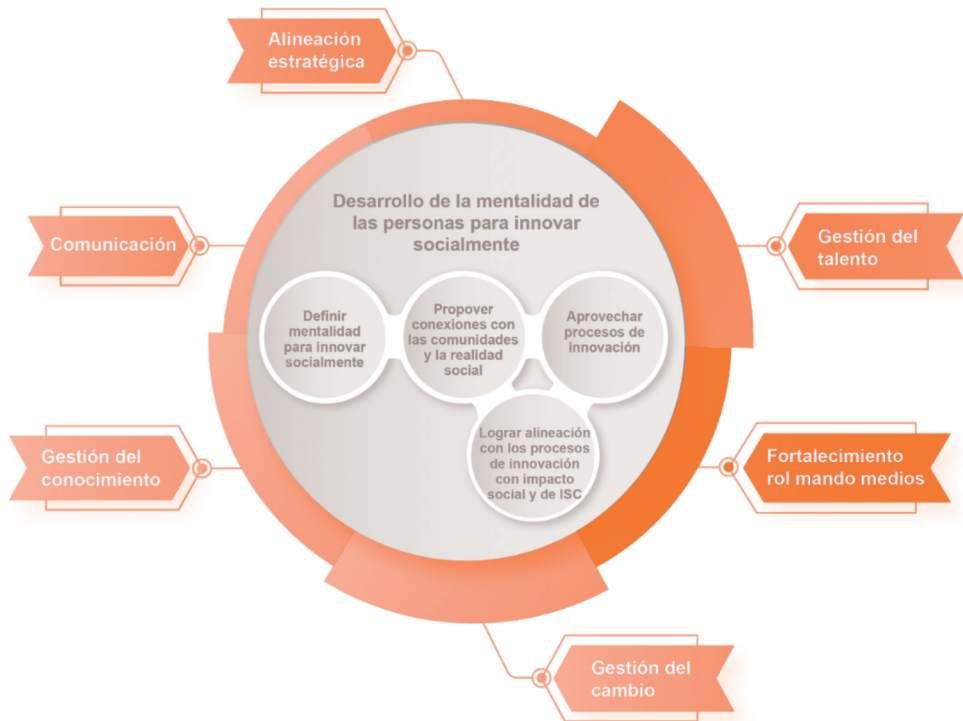 Alineación
estratégica
Desarrollo de la mentalidad de
las personas para innovar
socialmente
Comunicación
Gestión del
talento
Definir
mentalidad
para innovar
socialmente
Propover
conexiones con
las comunidades
y la realidad
social
Aprovechar
procesos de
innovación
Lograr alineación
con los procesos
de innovación
con impacto
social y de ISC
Gestión del
conocimiento
Fortalecimiento
rol mando medios
Gestión del
cambio